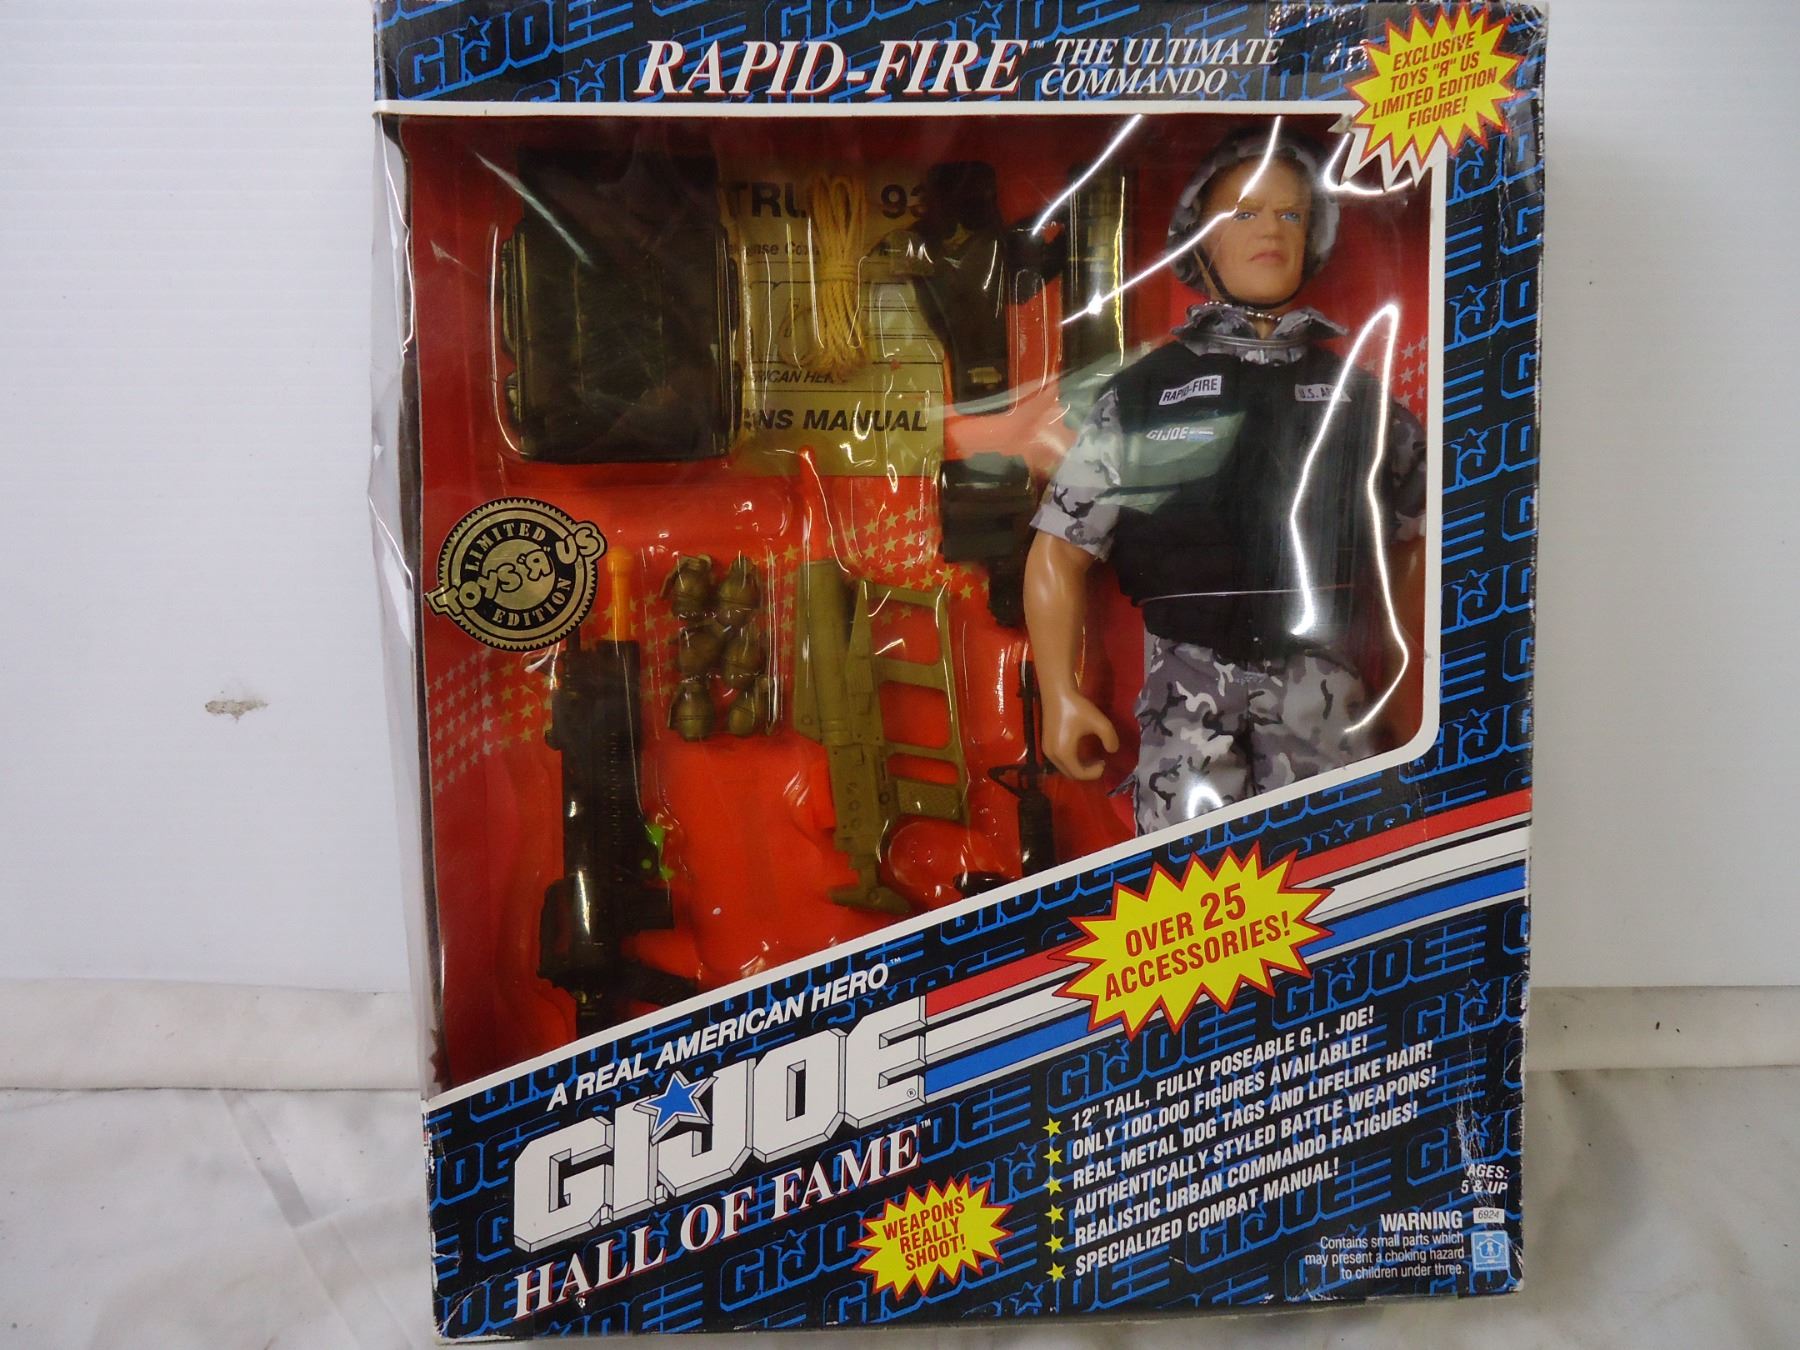 RAPID-FIRE™ THE ULTIMATE
COMMANDO
EXCLUSIVE
TOYS "R" US
LIMITED EDITION
FIGURE!
93
MANUAL
RAPID-FIRE
U.S.
GI JOE
LIMITED
TOYS "R" US
EDITION
OVER 25
ACCESSORIES!
A REAL AMERICAN HERO™
GI JOE®
HALL OF FAME™
WEAPONS
REALLY
SHOOT!
12" TALL, FULLY POSEABLE G.I. JOE!
ONLY 100,000 FIGURES AVAILABLE!
REAL METAL DOG TAGS AND LIFELIKE HAIR!
AUTHENTICALLY STYLED BATTLE WEAPONS!
REALISTIC URBAN COMMANDO FATIGUES!
SPECIALIZED COMBAT MANUAL!
AGES:
5 & UP
6924
WARNING
Contains small parts which
may present a choking hazard
to children under three.